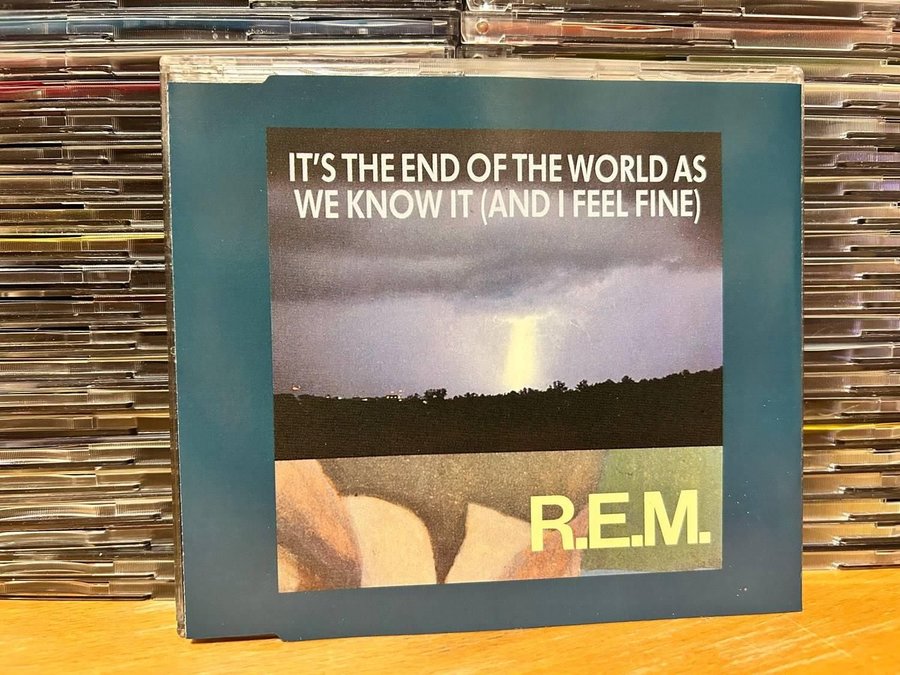 IT'S THE END OF THE WORLD AS
WE KNOW IT (AND I FEEL FINE)
R.E.M.